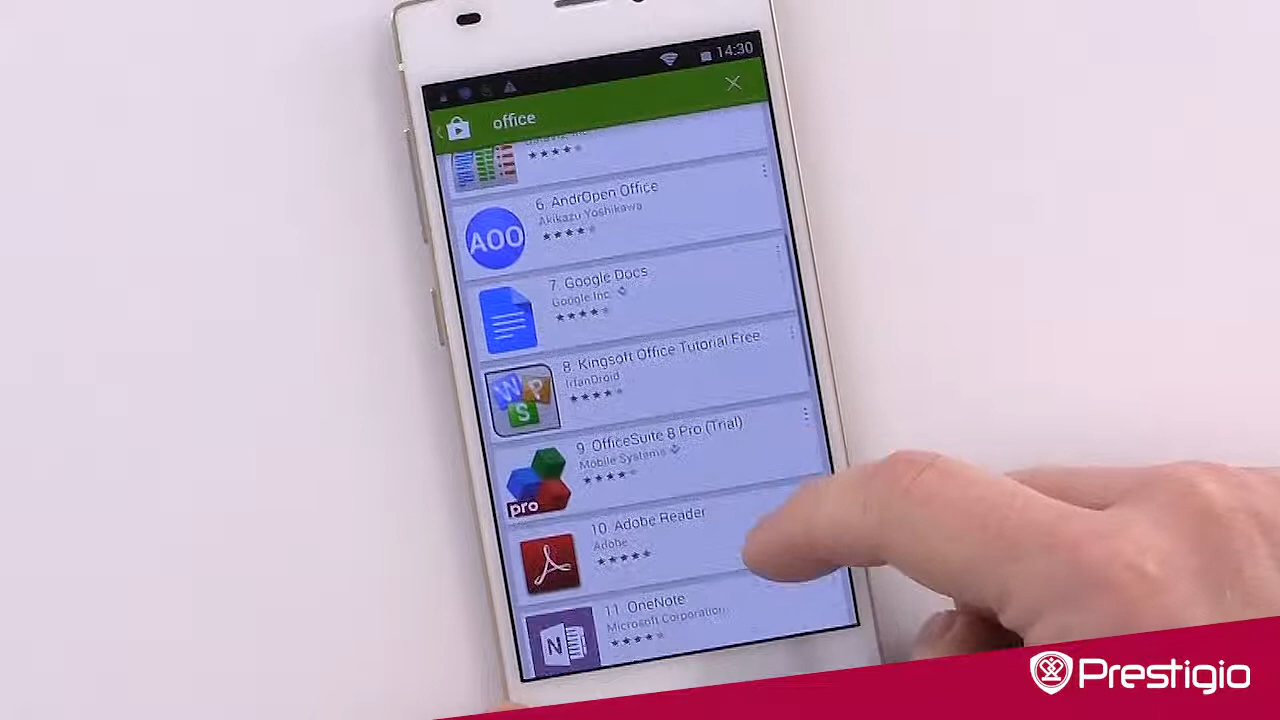 14:30
office
6. AndrOpen Office
Akikazu Yoshikawa
AOO
7. Google Docs
Google Inc.
8. Kingsoft Office Tutorial Free
IrfanDroid
W P
S
9. OfficeSuite 8 Pro (Trial)
Mobile Systems
pro
10. Adobe Reader
Adobe
11. OneNote
Microsoft Corporation
N
Prestigio